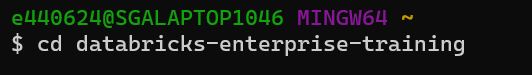 e440624@SGALAPTOP1046 MINGW64 ~
$ cd databricks-enterprise-training